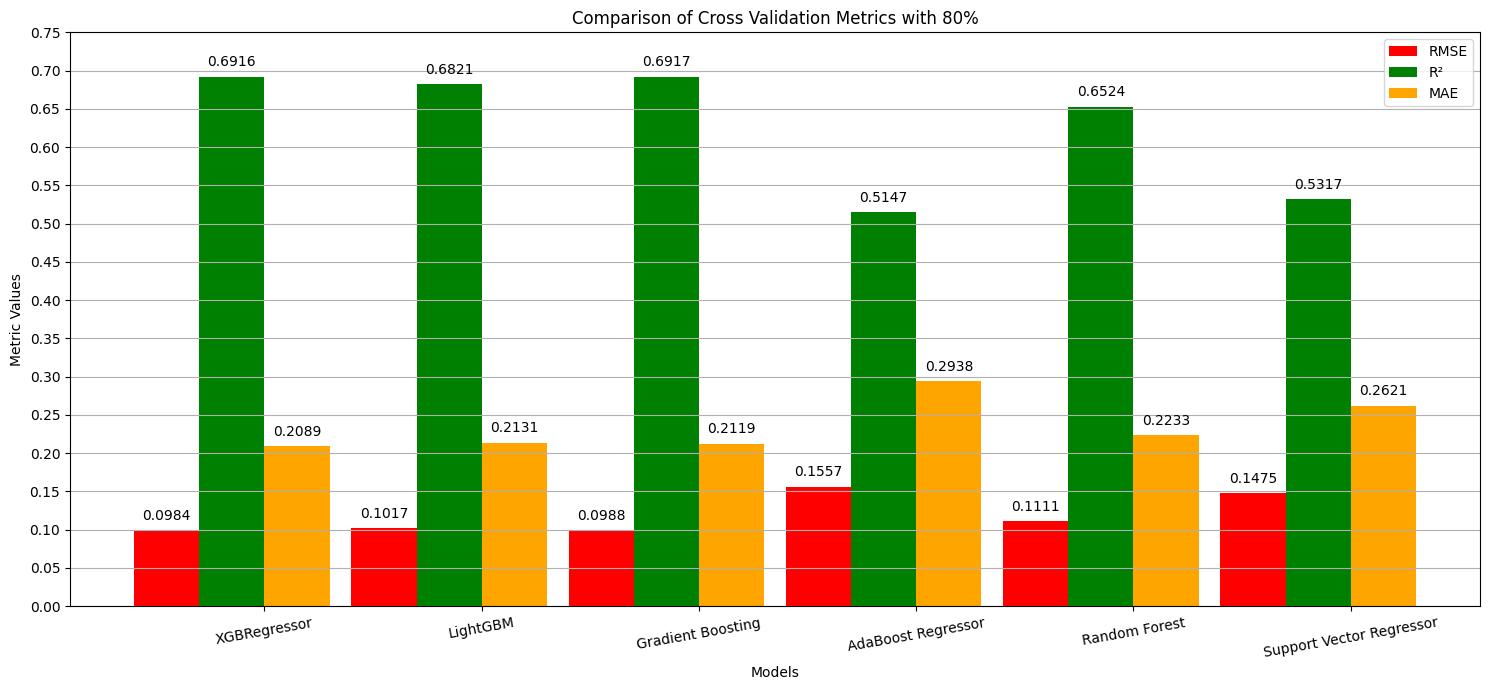 Comparison of Cross Validation Metrics with 80%
RMSE
R²
MAE
Metric Values
0.75
0.70
0.65
0.60
0.55
0.50
0.45
0.40
0.35
0.30
0.25
0.20
0.15
0.10
0.05
0.00
0.0984
0.6916
0.2089
0.1017
0.6821
0.2131
0.0988
0.6917
0.2119
0.1557
0.5147
0.2938
0.1111
0.6524
0.2233
0.1475
0.5317
0.2621
XGBRegressor
LightGBM
Gradient Boosting
AdaBoost Regressor
Random Forest
Support Vector Regressor
Models